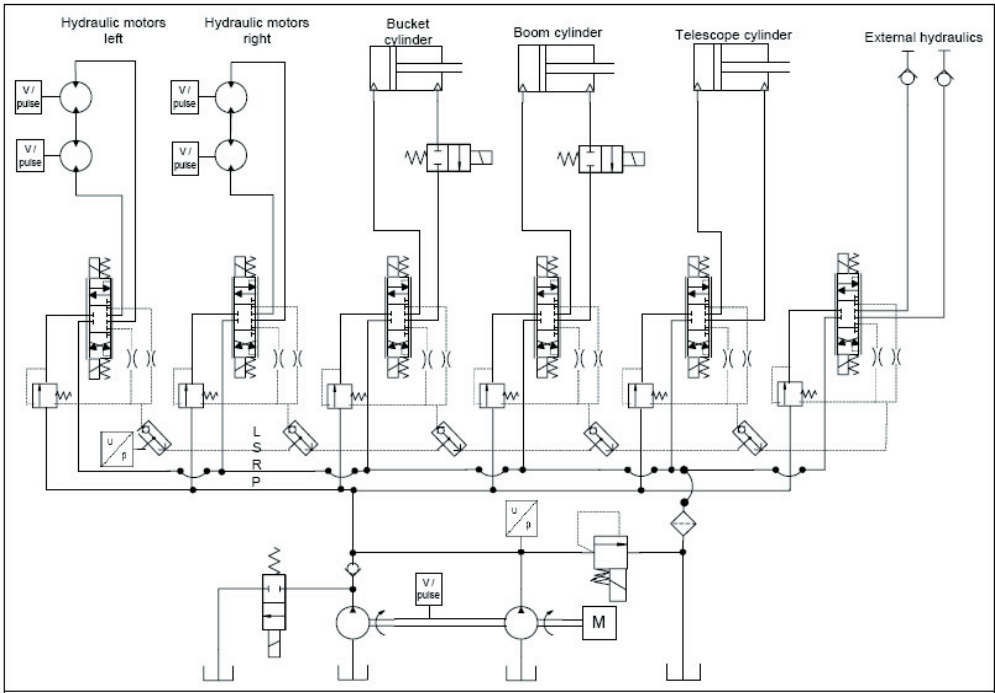 Hydraulic motors
left
Hydraulic motors
right
Bucket
cylinder
Boom cylinder
Telescope cylinder
External hydraulics
V /
pulse
V /
pulse
V /
pulse
V /
pulse
u
p
L
S
R
P
u
p
V /
pulse
M